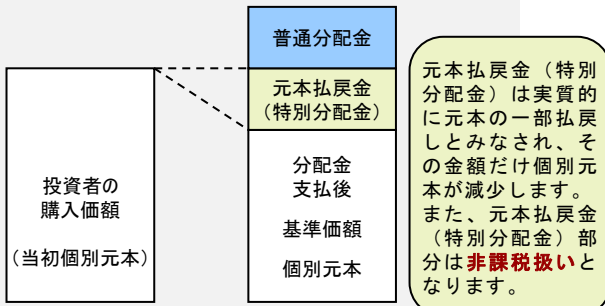 普通分配金
元本払戻金
(特別分配金)
投資者の
購入価額
(当初個別元本)
分配金
支払後
基準価額
個別元本
元本払戻金(特別
分配金)は実質的
に元本の一部払戻
しとみなされ、そ
の金額だけ個別元
本が減少します。
また、元本払戻金
(特別分配金)部
分は非課税扱いと
なります。